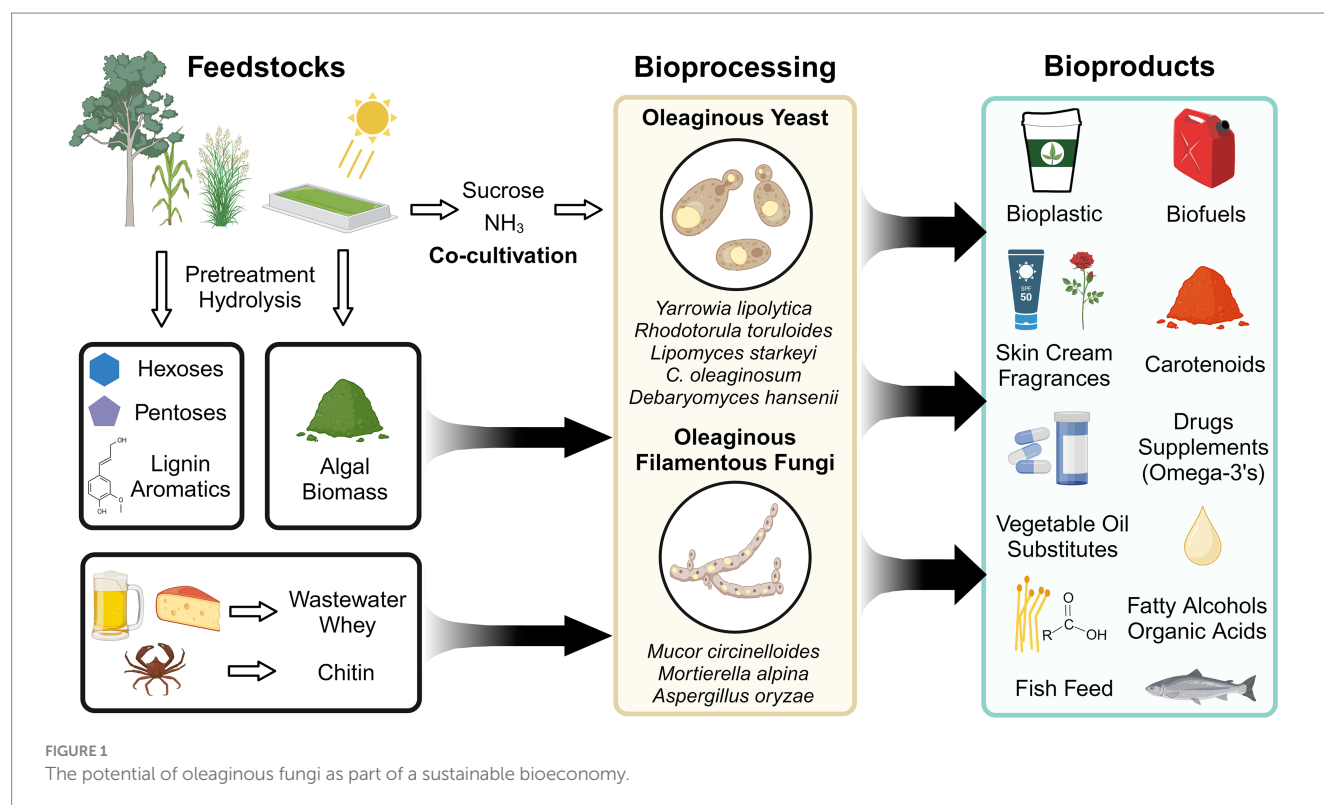 Feedstocks
Sucrose
NH₃
Co-cultivation
Pretreatment
Hydrolysis
Hexoses
Pentoses
OH
O
OH
Lignin
Aromatics
Algal
Biomass
Wastewater
Whey
Chitin
Bioprocessing
Oleaginous Yeast
Yarrowia lipolytica
Rhodotorula toruloides
Lipomyces starkeyi
C. oleaginosum
Debaryomyces hansenii
Oleaginous
Filamentous Fungi
Mucor circinelloides
Mortierella alpina
Aspergillus oryzae
Bioproducts
Bioplastic
Biofuels
SPF
50
Skin Cream
Fragrances
Carotenoids
Drugs
Supplements
(Omega-3's)
Vegetable Oil
Substitutes
O
R C OH
Fatty Alcohols
Organic Acids
Fish Feed
FIGURE 1
The potential of oleaginous fungi as part of a sustainable bioeconomy.